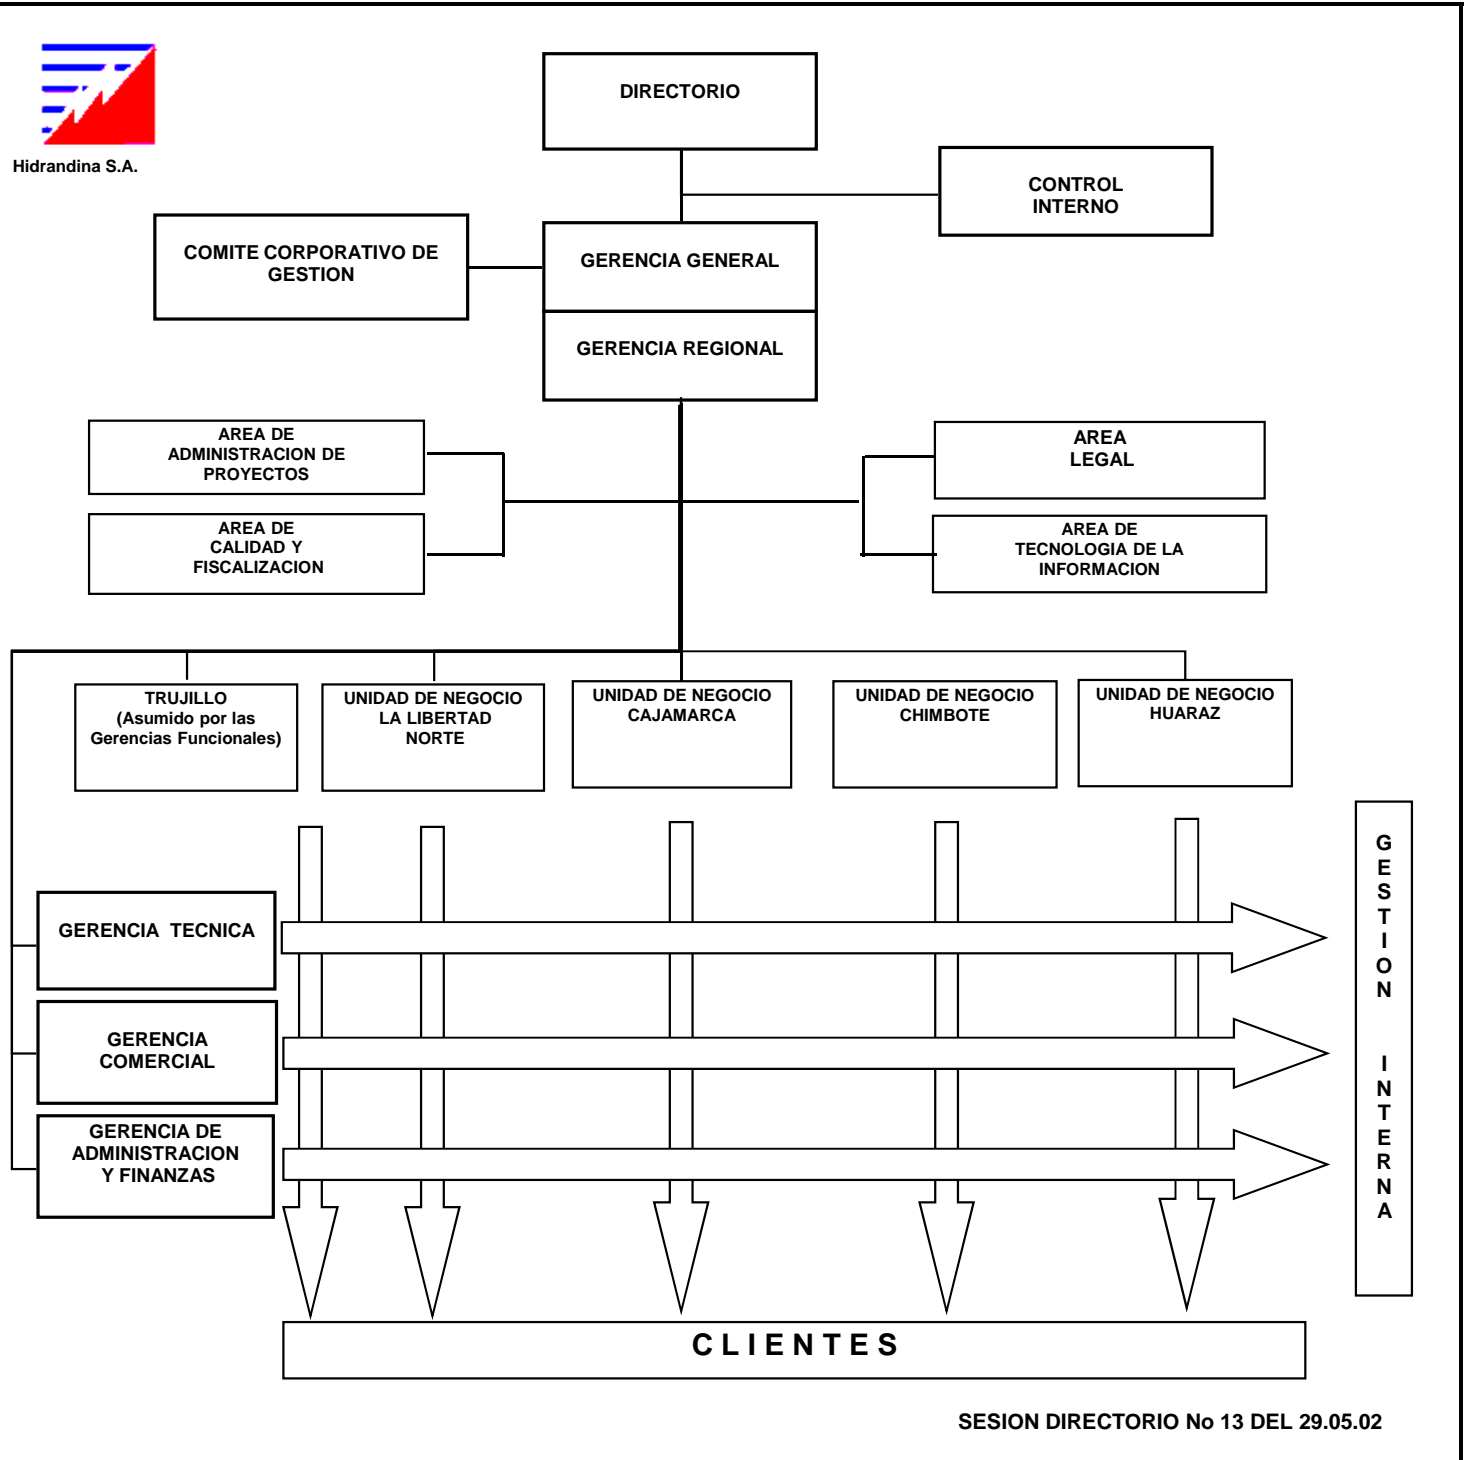 Hidrandina S.A.
DIRECTORIO
CONTROL
INTERNO
COMITE CORPORATIVO DE
GESTION
GERENCIA GENERAL
GERENCIA REGIONAL
AREA DE
ADMINISTRACION DE
PROYECTOS
AREA
LEGAL
AREA DE
CALIDAD Y
FISCALIZACION
AREA DE
TECNOLOGIA DE LA
INFORMACION
TRUJILLO
(Asumido por las
Gerencias Funcionales)
UNIDAD DE NEGOCIO
LA LIBERTAD
NORTE
UNIDAD DE NEGOCIO
CAJAMARCA
UNIDAD DE NEGOCIO
CHIMBOTE
UNIDAD DE NEGOCIO
HUARAZ
GERENCIA  TECNICA
GERENCIA
COMERCIAL
GERENCIA DE
ADMINISTRACION
Y FINANZAS
G
E
S
T
I
O
N
I
N
T
E
R
N
A
C L I E N T E S
SESION DIRECTORIO No 13 DEL 29.05.02